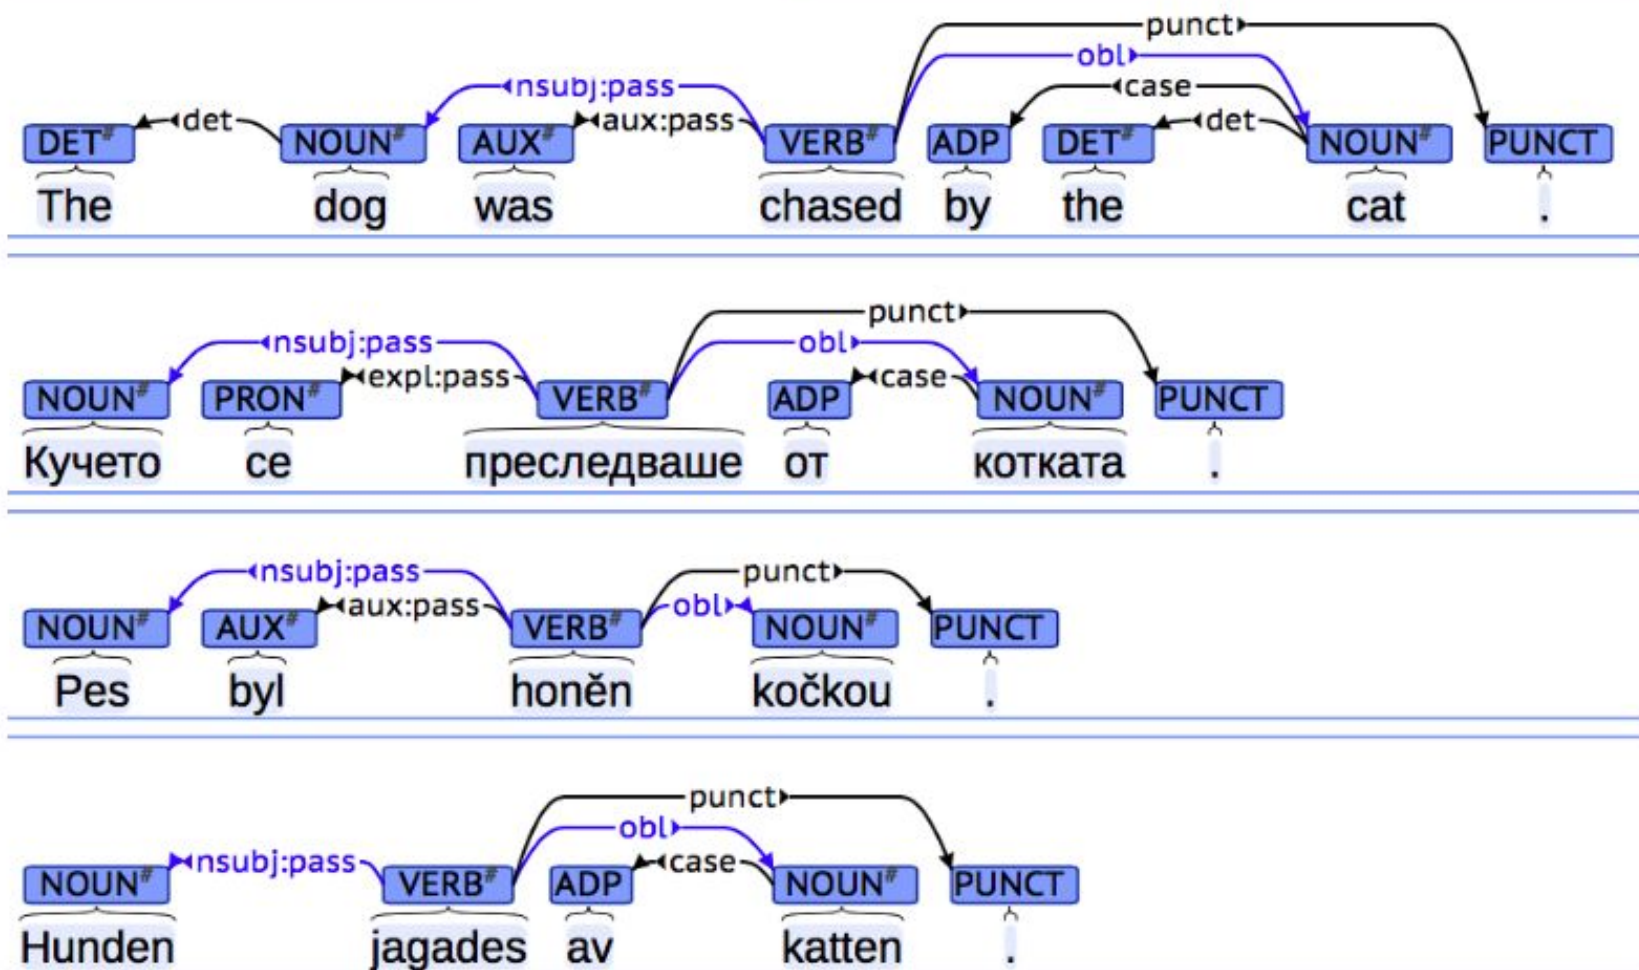 punct
obl
nsubj:pass case
det aux:pass det
DET# NOUN# AUX# VERB# ADP DET# NOUN# PUNCT
The dog was chased by the cat .
punct
nsubj:pass obl
expl:pass case
NOUN# PRON# VERB# ADP NOUN# PUNCT
Кучето се преследваше от котката .
nsubj:pass punct
aux:pass obl
NOUN# AUX# VERB# NOUN# PUNCT
Pes byl honěn kočkou .
punct
obl
nsubj:pass case
NOUN# VERB# ADP NOUN# PUNCT
Hunden jagades av katten .